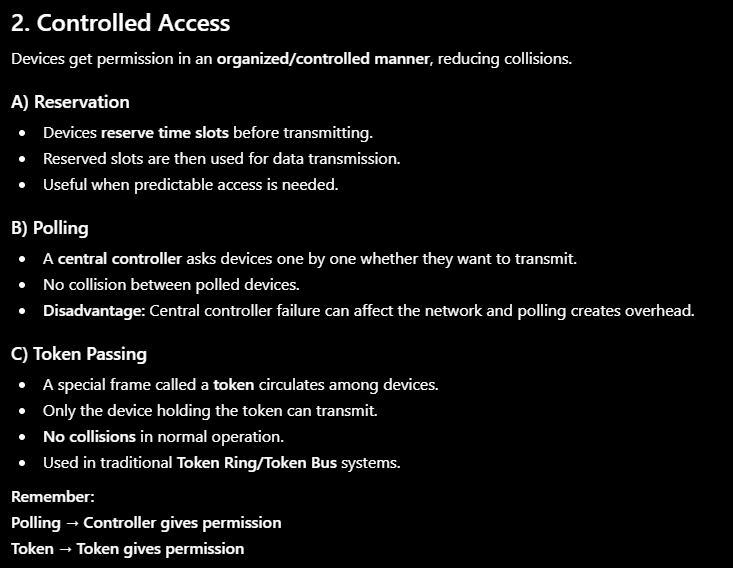 2. Controlled Access
Devices get permission in an organized/controlled manner, reducing collisions.
A) Reservation
• Devices reserve time slots before transmitting.
• Reserved slots are then used for data transmission.
• Useful when predictable access is needed.
B) Polling
• A central controller asks devices one by one whether they want to transmit.
• No collision between polled devices.
• Disadvantage: Central controller failure can affect the network and polling creates overhead.
C) Token Passing
• A special frame called a token circulates among devices.
• Only the device holding the token can transmit.
• No collisions in normal operation.
• Used in traditional Token Ring/Token Bus systems.
Remember:
Polling → Controller gives permission
Token → Token gives permission